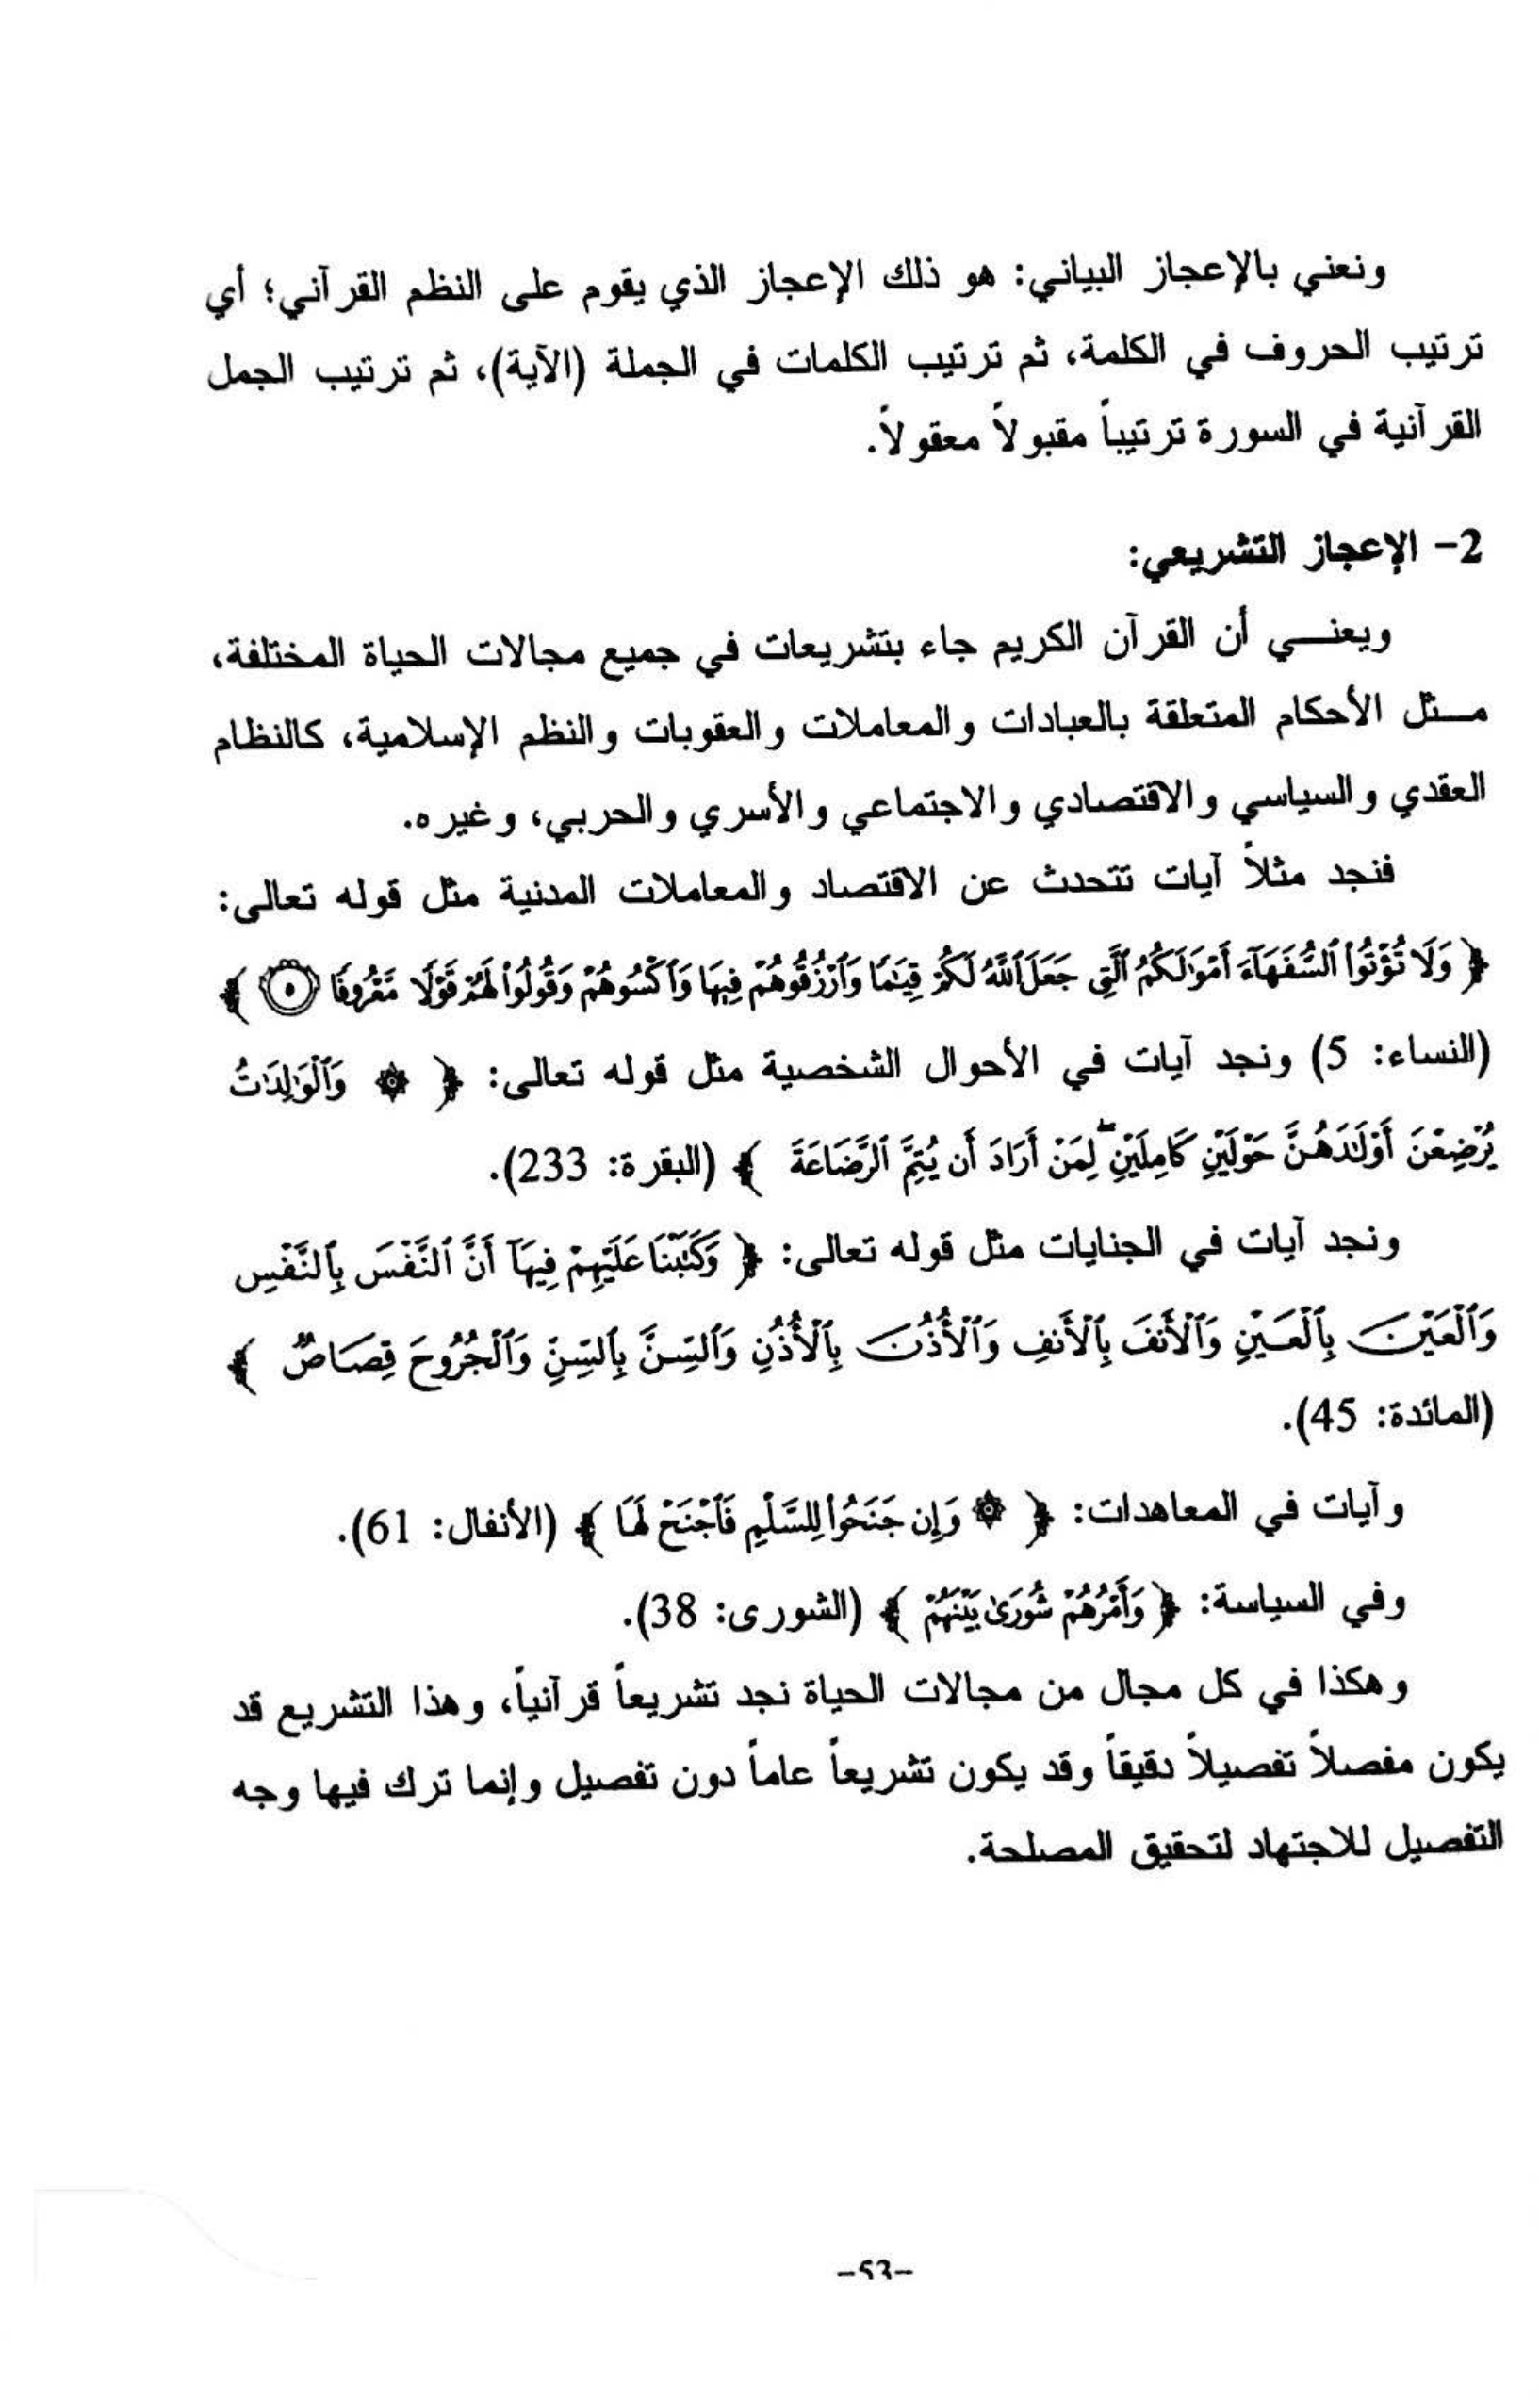 ونعني بالإعجاز البياني: هو ذلك الإعجاز الذي يقوم على النظم القرآني؛ أي
ترتيب الحروف في الكلمة، ثم ترتيب الكلمات في الجملة (الآية)، ثم ترتيب الجمل
القرآنية في السورة ترتيباً مقبولاً معقولاً.
2- الإعجاز التشريعي:
ويعنـــي أن القرآن الكريم جاء بتشريعات في جميع مجالات الحياة المختلفة،
مـــثل الأحكام المتعلقة بالعبادات والمعاملات والعقوبات والنظم الإسلامية، كالنظام
العقدي والسياسي والاقتصادي والاجتماعي والأسري والحربي، وغيره.
فنجد مثلاً آيات تتحدث عن الاقتصاد والمعاملات المدنية مثل قوله تعالى:
﴿ وَلَا تُؤْتُوا۟ ٱلسُّفَهَآءَ أَمْوَٰلَكُمُ ٱلَّتِى جَعَلَ ٱللَّهُ لَكُمْ قِيَـٰمًا وَٱرْزُقُوهُمْ فِيهَا وَٱكْسُوهُمْ وَقُولُوا۟ لَهُمْ قَوْلًا مَّعْرُوفًا ۝٥ ﴾
(النساء: 5) ونجد آيات في الأحوال الشخصية مثل قوله تعالى: ﴿ ۞ وَٱلْوَٰلِدَٰتُ
يُرْضِعْنَ أَوْلَـٰدَهُنَّ حَوْلَيْنِ كَامِلَيْنِ ۖ لِمَنْ أَرَادَ أَن يُتِمَّ ٱلرَّضَاعَةَ ﴾ (البقرة: 233).
ونجد آيات في الجنايات مثل قوله تعالى: ﴿ وَكَتَبْنَا عَلَيْهِمْ فِيهَآ أَنَّ ٱلنَّفْسَ بِٱلنَّفْسِ
وَٱلْعَيْنَ بِٱلْعَيْنِ وَٱلْأَنفَ بِٱلْأَنفِ وَٱلْأُذُنَ بِٱلْأُذُنِ وَٱلسِّنَّ بِٱلسِّنِّ وَٱلْجُرُوحَ قِصَاصٌ ﴾
(المائدة: 45).
وآيات في المعاهدات: ﴿ ۞ وَإِن جَنَحُوا۟ لِلسَّلْمِ فَٱجْنَحْ لَهَا ﴾ (الأنفال: 61).
وفي السياسة: ﴿ وَأَمْرُهُمْ شُورَىٰ بَيْنَهُمْ ﴾ (الشورى: 38).
وهكذا في كل مجال من مجالات الحياة نجد تشريعاً قرآنياً، وهذا التشريع قد
يكون مفصلاً تفصيلاً دقيقاً وقد يكون تشريعاً عاماً دون تفصيل وإنما ترك فيها وجه
التفصيل للاجتهاد لتحقيق المصلحة.
-53-